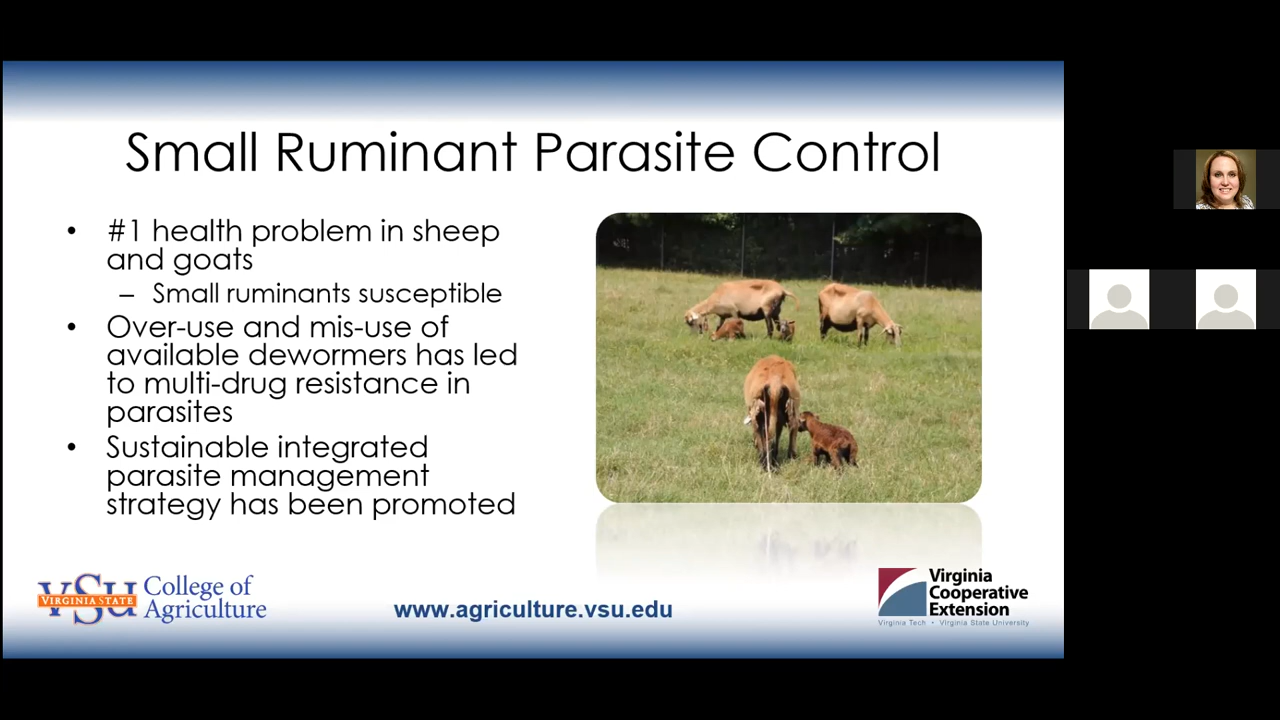 Small Ruminant Parasite Control
• #1 health problem in sheep
and goats
– Small ruminants susceptible
• Over-use and mis-use of
available dewormers has led
to multi-drug resistance in
parasites
• Sustainable integrated
parasite management
strategy has been promoted
VSU
VIRGINIA STATE
College of
Agriculture
www.agriculture.vsu.edu
Virginia
Cooperative
Extension
Virginia Tech • Virginia State University